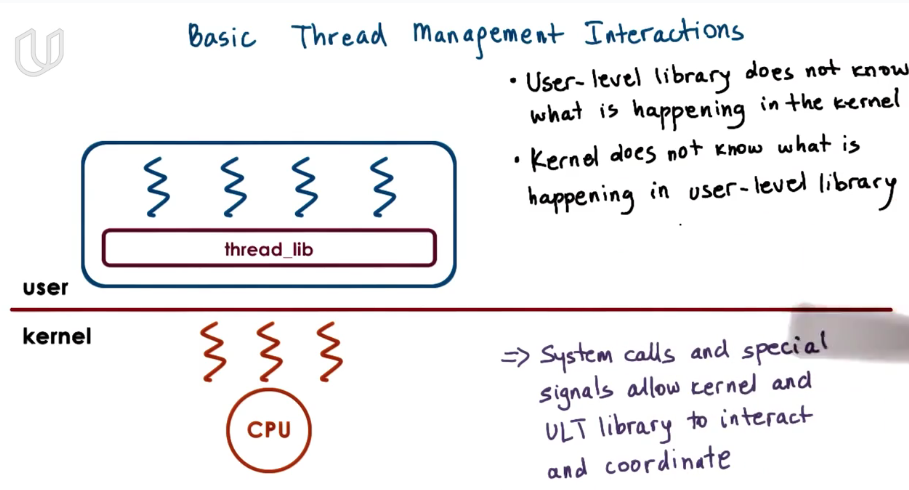 Basic Thread Management Interactions
• User-level library does not know
what is happening in the kernel
• Kernel does not know what is
happening in user-level library
thread_lib
user
kernel
CPU
=> System calls and special
signals allow kernel and
ULT library to interact
and coordinate